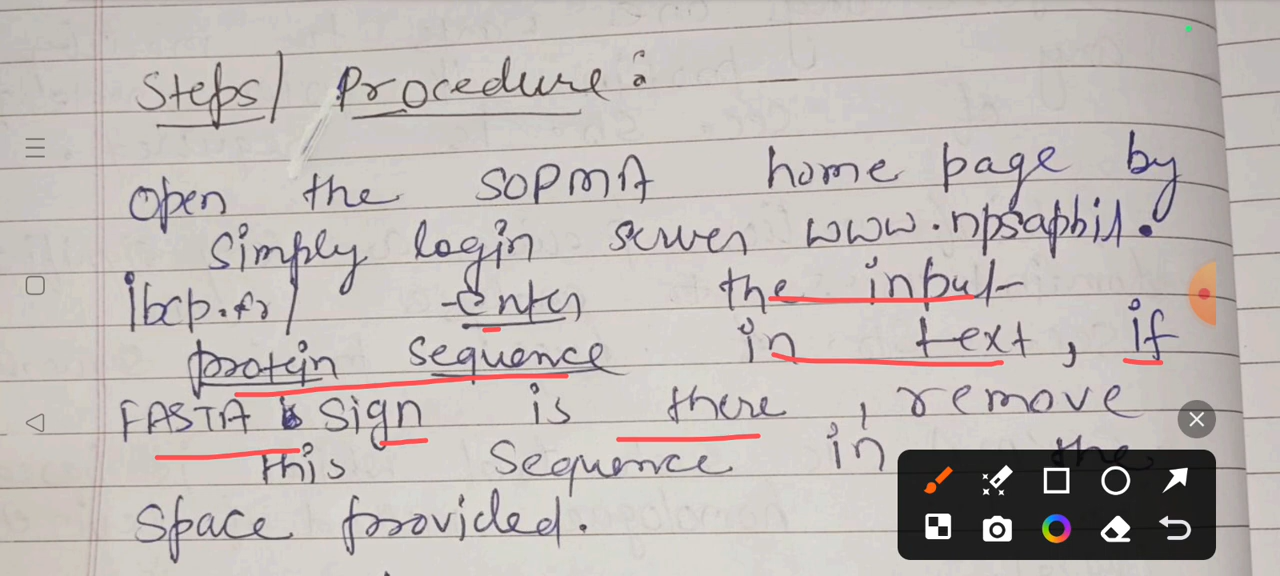 Steps/ Procedure :
Open the SOPMA home page by
simply login server www.npsapbil.
ibcp.fr/ enter the input
protein sequence in text, if
FASTA sign is there, remove
this sequence in the
space provided.